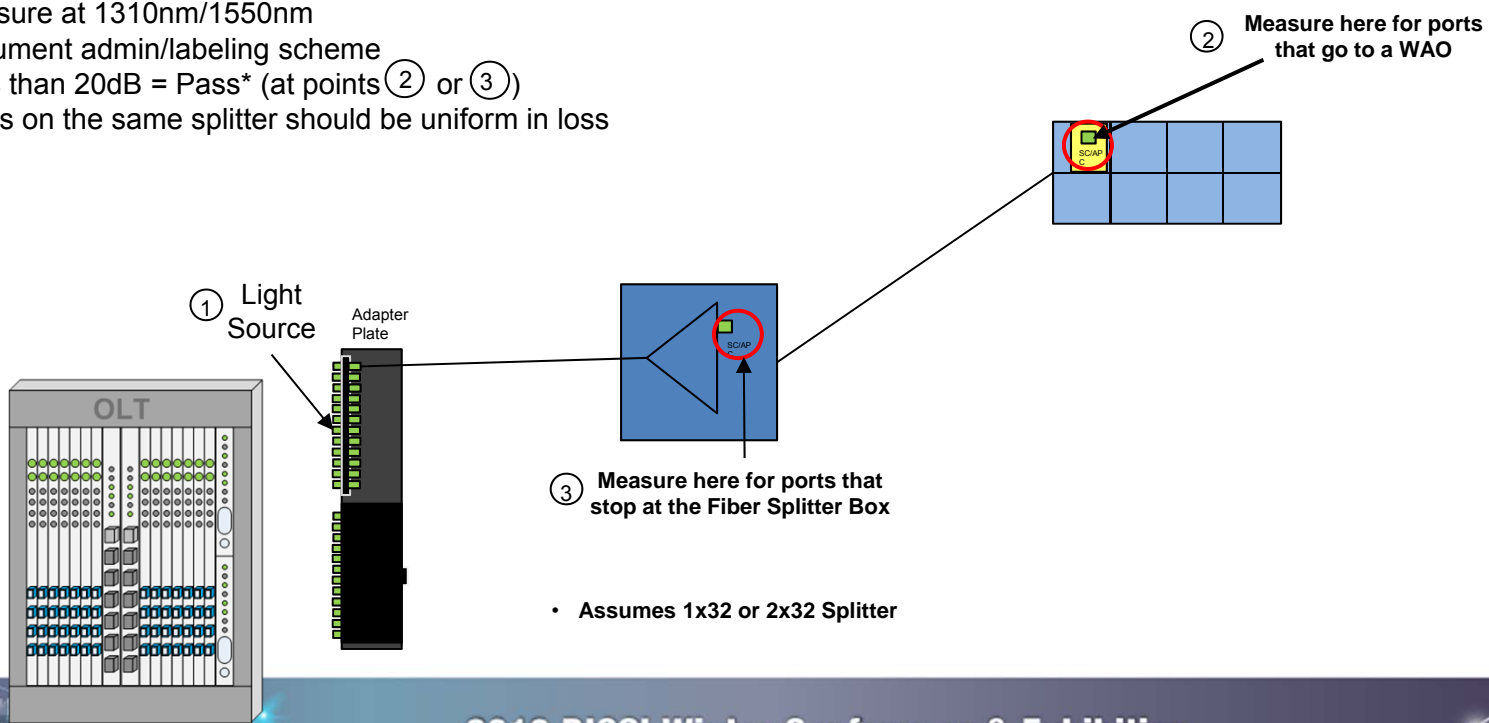 sure at 1310nm/1550nm
ument admin/labeling scheme
s than 20dB = Pass* (at points 2 or 3)
s on the same splitter should be uniform in loss
2 Measure here for ports
that go to a WAO
SC/AP
C
1 Light
Source
Adapter
Plate
SC/AP
C
OLT
3 Measure here for ports that
stop at the Fiber Splitter Box
• Assumes 1x32 or 2x32 Splitter